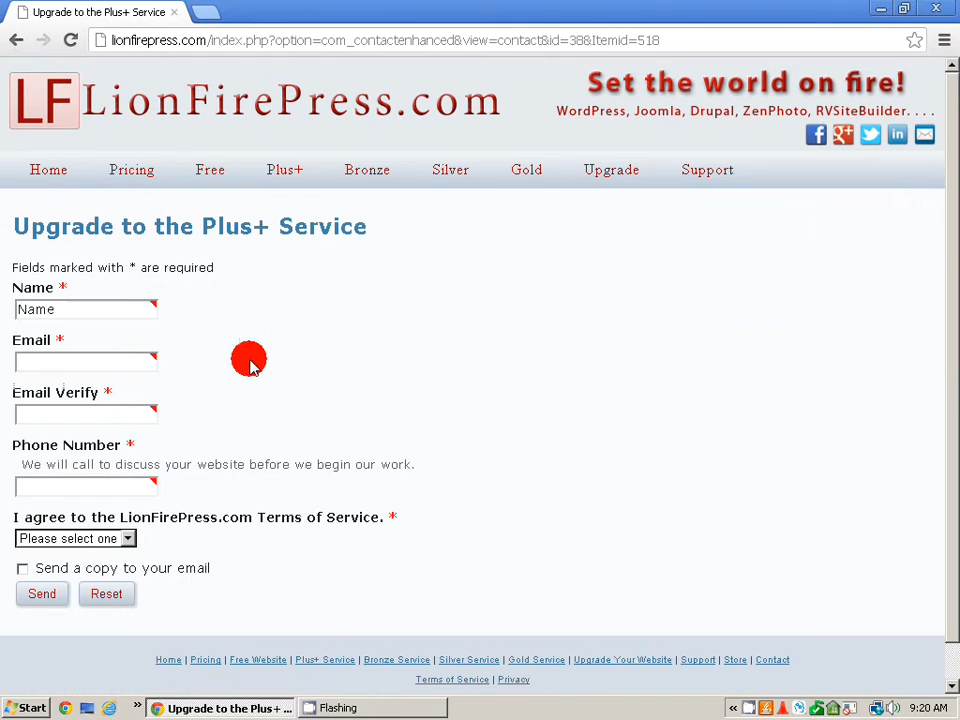 Upgrade to the Plus+ Service
lionfirepress.com/index.php?option=com_contactenhanced&view=contact&id=38&Itemid=518
LF LionFirePress.com
Set the world on fire!
WordPress, Joomla, Drupal, ZenPhoto, RVSiteBuilder. . . .
Home Pricing Free Plus+ Bronze Silver Gold Upgrade Support
Upgrade to the Plus+ Service
Fields marked with * are required
Name *
Name
Email *
Email Verify *
Phone Number *
We will call to discuss your website before we begin our work.
I agree to the LionFirePress.com Terms of Service. *
Please select one
Send a copy to your email
Send Reset
Home | Pricing | Free Website | Plus+ Service | Bronze Service | Silver Service | Gold Service | Upgrade Your Website | Support | Store | Contact
Terms of Service | Privacy
Start Upgrade to the Plus+ ... Flashing 9:20 AM